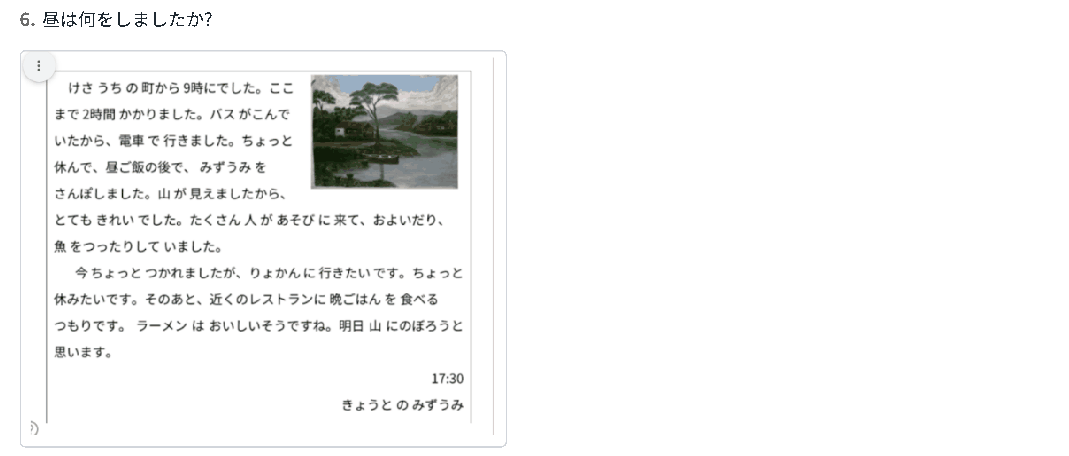 6. 昼は何をしましたか?
けさ うち の 町から 9時にでした。ここ
まで 2時間 かかりました。バス がこんで
いたから、電車 で 行きました。ちょっと
休んで、昼ご飯の後で、 みずうみ を
さんぽしました。山 が 見えましたから、
とても きれい でした。たくさん 人 が あそび に 来て、およいだり、
魚 をつったりして いました。
今 ちょっと つかれましたが、りょかんに 行きたい です。ちょっと
休みたいです。そのあと、近くのレストランに 晩ごはん を 食べる
つもりです。 ラーメン は おいしいそうですね。明日 山 にのぼろうと
思います。
17:30
きょうと の みずうみ